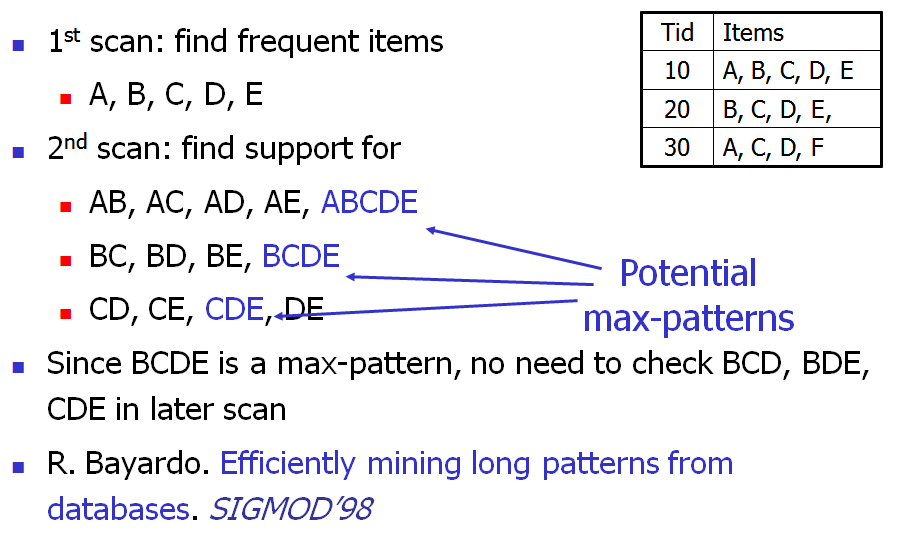 1st scan: find frequent items
A, B, C, D, E
2nd scan: find support for
AB, AC, AD, AE, ABCDE
BC, BD, BE, BCDE
CD, CE, CDE, DE
Since BCDE is a max-pattern, no need to check BCD, BDE,
CDE in later scan
R. Bayardo. Efficiently mining long patterns from
databases. SIGMOD'98
Tid Items
10 A, B, C, D, E
20 B, C, D, E,
30 A, C, D, F
Potential
max-patterns